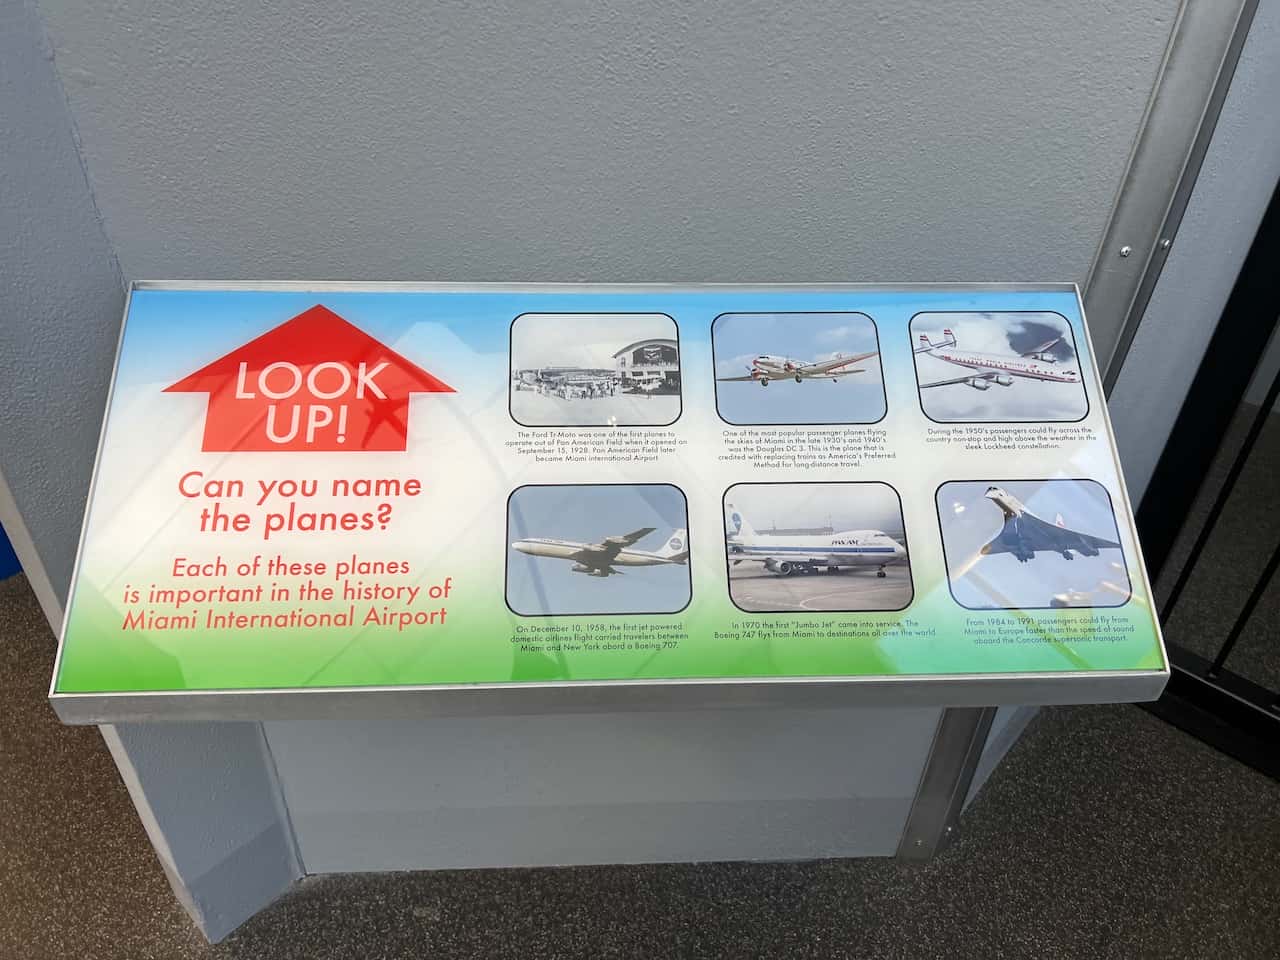 LOOK
UP!
Can you name
the planes?
Each of these planes
is important in the history of
Miami International Airport
The Ford Tr-Moto was one of the first planes to
operate out of Pan American Field when it opened on
September 15, 1928. Pan American Field later
became Miami international Airport
One of the most popular passenger planes flying
the skies of Miami in the late 1930's and 1940's
was the Douglas DC 3. This is the plane that is
credited with replacing trains as America's Preferred
Method for long-distance travel.
During the 1950's passengers could fly across the
country non-stop and high above the weather in the
sleek Lockheed constellation.
On December 10, 1958, the first jet powered
domestic airlines flight carried travelers between
Miami and New York abord a Boeing 707.
PAN AM
In 1970 the first "Jumbo Jet" came into service. The
Boeing 747 flys from Miami to destinations all over the world.
From 1984 to 1991 passengers could fly from
Miami to Europe faster than the speed of sound
aboard the Concorde supersonic transport.